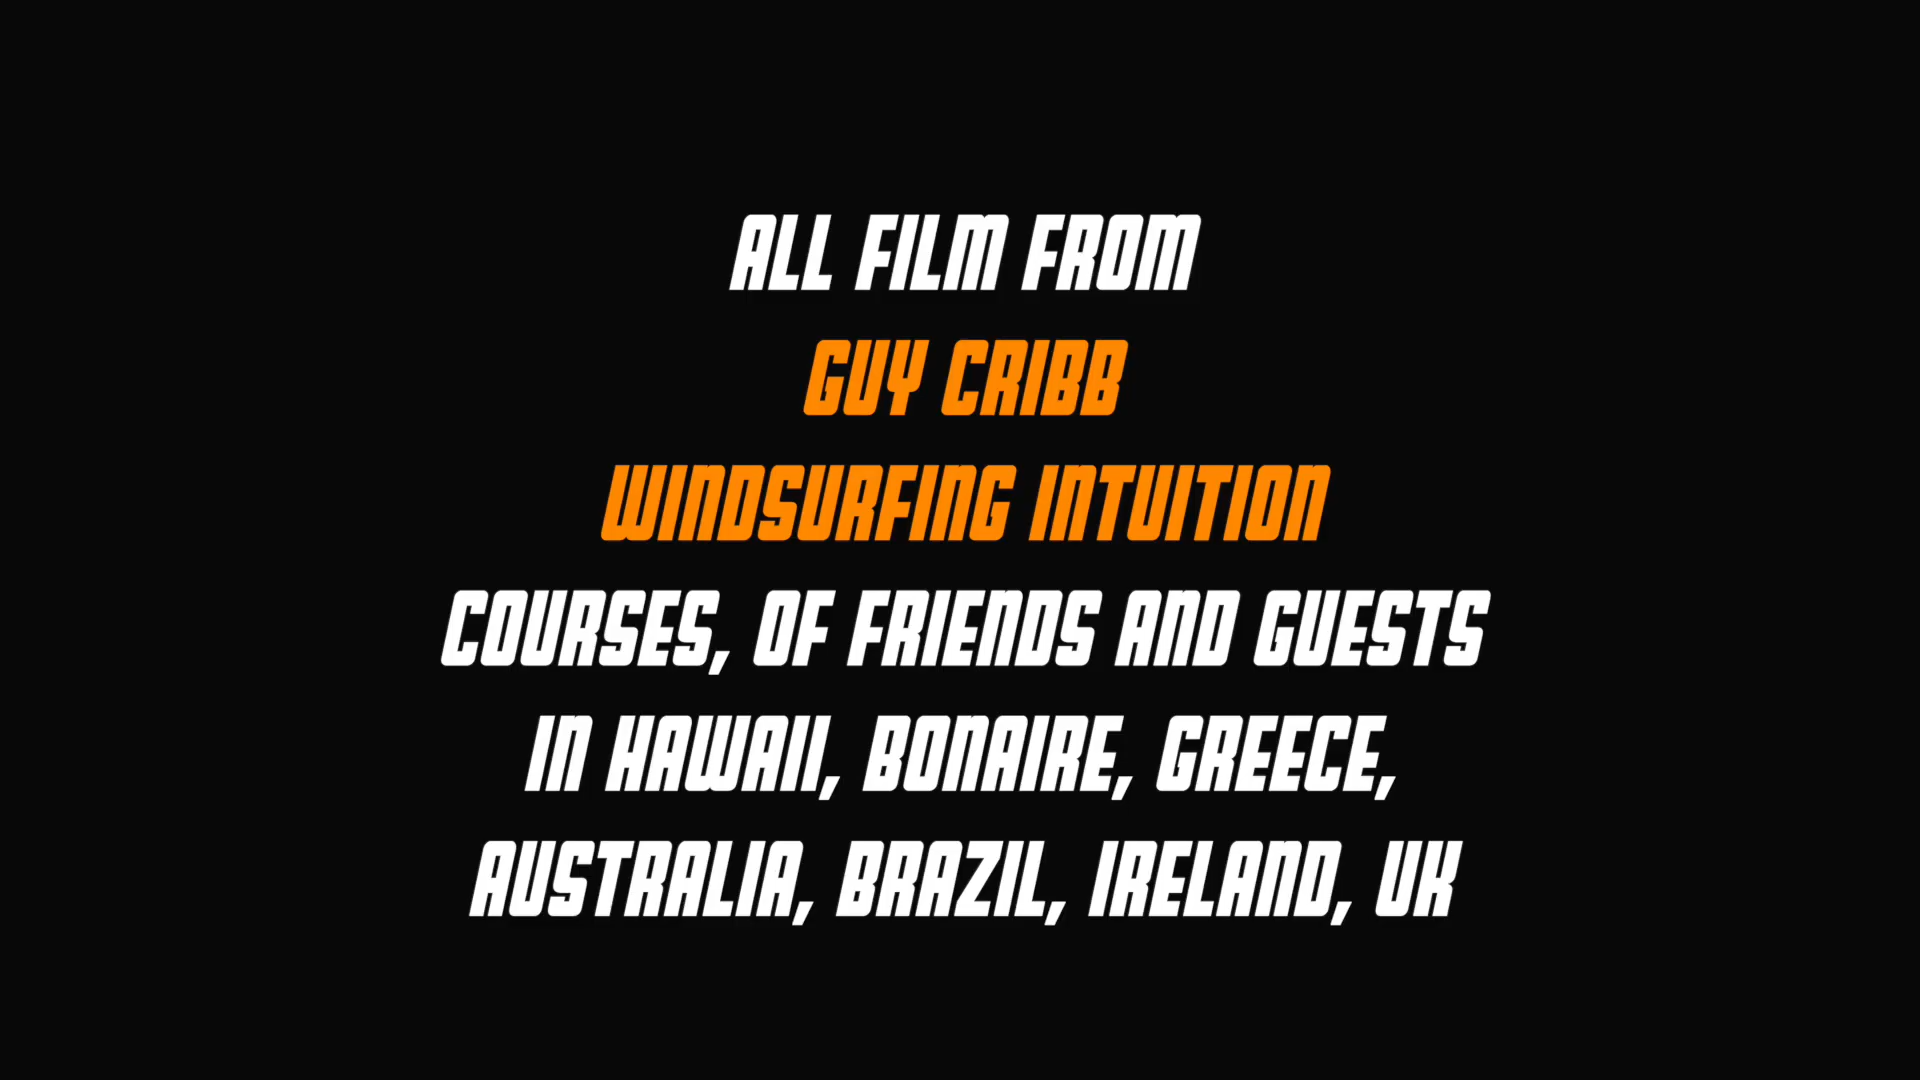 ALL FILM FROM
GUY CRIBB
WINDSURFING INTUITION
COURSES, OF FRIENDS AND GUESTS
IN HAWAII, BONAIRE, GREECE,
AUSTRALIA, BRAZIL, IRELAND, UK